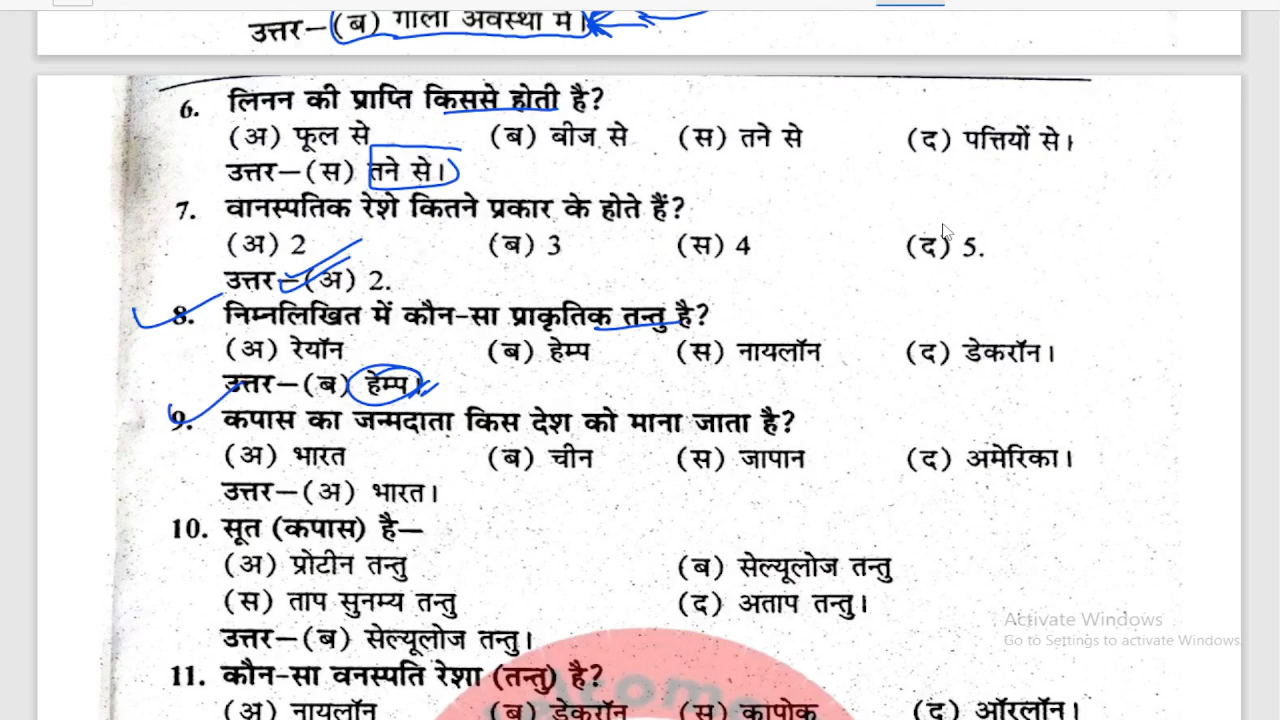 उत्तर–(ब) गीली अवस्था में।
6. लिनन की प्राप्ति किससे होती है?
(अ) फूल से (ब) बीज से (स) तने से (द) पत्तियों से।
उत्तर–(स) तने से।
7. वानस्पतिक रेशे कितने प्रकार के होते हैं?
(अ) 2 (ब) 3 (स) 4 (द) 5.
उत्तर–(अ) 2.
8. निम्नलिखित में कौन-सा प्राकृतिक तन्तु है?
(अ) रेयॉन (ब) हेम्प (स) नायलॉन (द) डेकरॉन।
उत्तर–(ब) हेम्प।
9. कपास का जन्मदाता किस देश को माना जाता है?
(अ) भारत (ब) चीन (स) जापान (द) अमेरिका।
उत्तर–(अ) भारत।
10. सूत (कपास) है–
(अ) प्रोटीन तन्तु (ब) सेल्यूलोज तन्तु
(स) ताप सुनम्य तन्तु (द) अताप तन्तु।
उत्तर–(ब) सेल्यूलोज तन्तु।
11. कौन-सा वनस्पति रेशा (तन्तु) है?
(अ) नायलॉन (ब) डेकरॉन (स) कापोक (द) ऑरलॉन।
Activate Windows
Go to Settings to activate Windows.